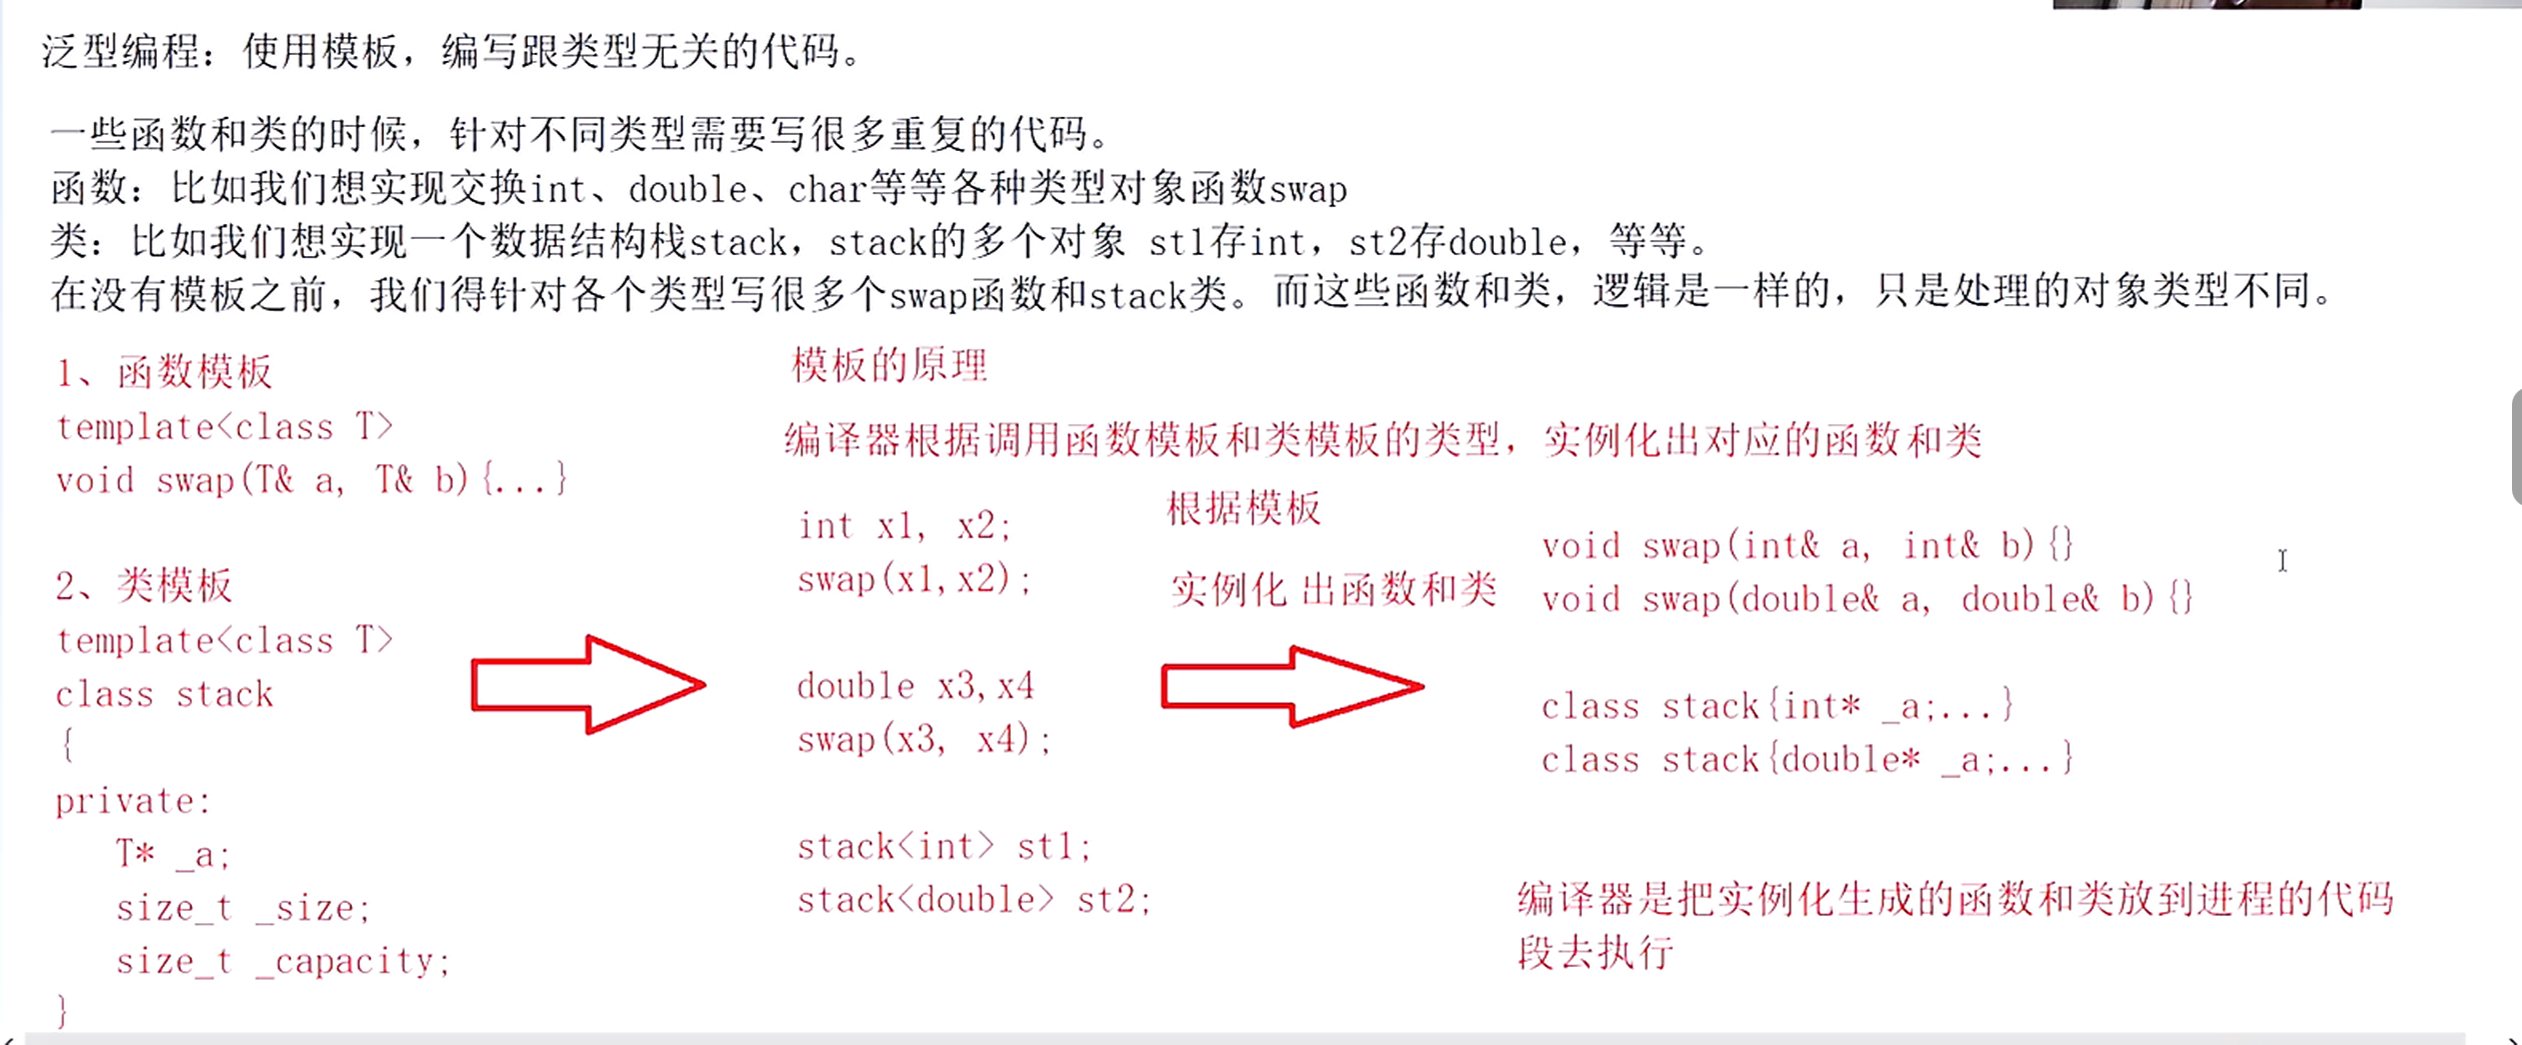 泛型编程：使用模板，编写跟类型无关的代码。
一些函数和类的时候，针对不同类型需要写很多重复的代码。
函数：比如我们想实现交换int、double、char等等各种类型对象函数swap
类：比如我们想实现一个数据结构栈stack，stack的多个对象 st1存int，st2存double，等等。
在没有模板之前，我们得针对各个类型写很多个swap函数和stack类。而这些函数和类，逻辑是一样的，只是处理的对象类型不同。
1、函数模板
template<class T>
void swap(T& a, T& b){...}
2、类模板
template<class T>
class stack
{
private:
T* _a;
size_t _size;
size_t _capacity;
}
模板的原理
编译器根据调用函数模板和类模板的类型，实例化出对应的函数和类
int x1, x2;
swap(x1,x2);
double x3,x4
swap(x3, x4);
stack<int> st1;
stack<double> st2;
根据模板
实例化 出函数和类
void swap(int& a, int& b){}
void swap(double& a, double& b){}
class stack{int* _a;...}
class stack{double* _a;...}
编译器是把实例化生成的函数和类放到进程的代码
段去执行